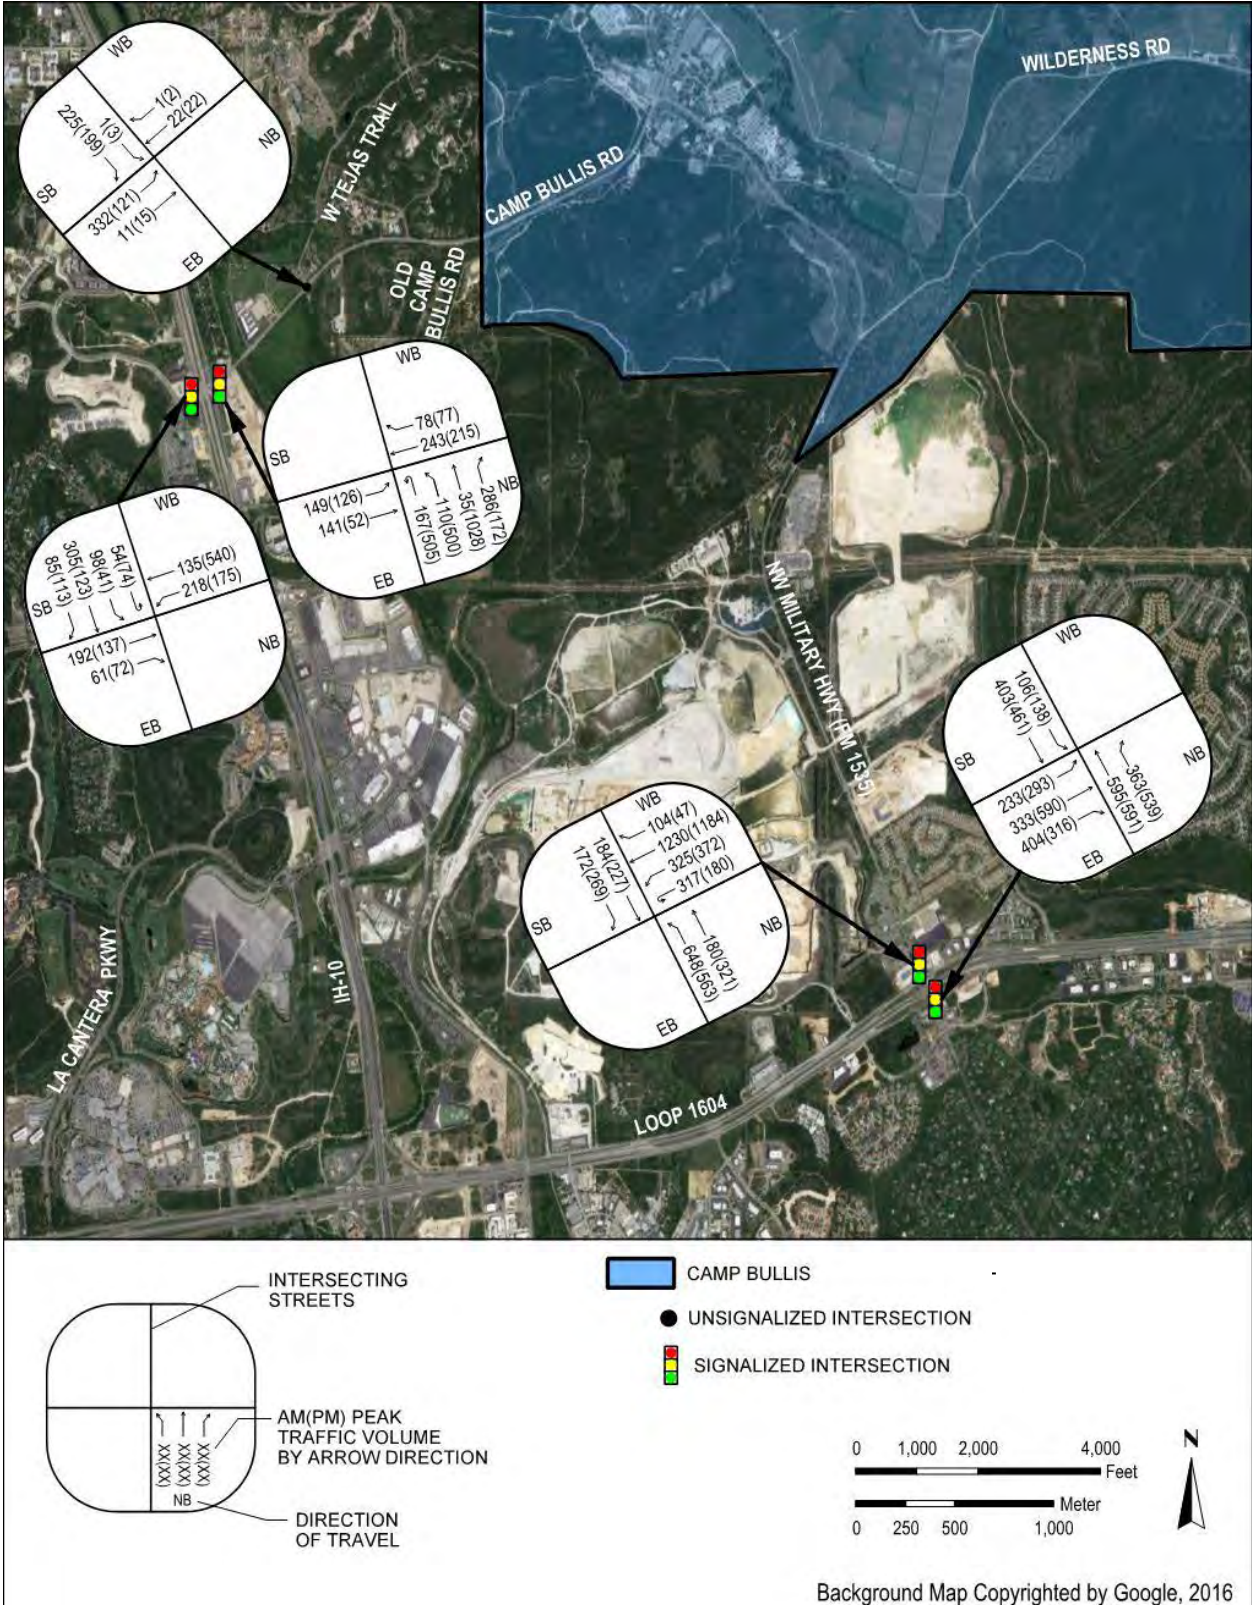 WB
1(2)
22(22)
1(3)
225(199)
NB
SB
332(121)
11(15)
EB
W TEJAS TRAIL
WILDERNESS RD
CAMP BULLIS RD
OLD
CAMP
BULLIS RD
WB
78(77)
243(215)
SB
149(126)
141(52)
167(505)
110(500)
35(1028)
286(172)
NB
EB
WB
54(74)
98(41)
305(123)
85(113)
135(540)
218(175)
SB
192(137)
61(72)
NB
EB
NW MILITARY HWY (FM 1535)
WB
106(138)
403(461)
SB
233(293)
333(590)
404(316)
363(539)
595(591)
NB
EB
WB
104(47)
1230(1184)
325(372)
317(180)
184(227)
172(269)
SB
180(321)
648(563)
NB
EB
LA CANTERA PKWY
IH-10
LOOP 1604
INTERSECTING
STREETS
AM(PM) PEAK
TRAFFIC VOLUME
BY ARROW DIRECTION
XX(XX)
XX(XX)
XX(XX)
NB
DIRECTION
OF TRAVEL
CAMP BULLIS
UNSIGNALIZED INTERSECTION
SIGNALIZED INTERSECTION
0 1,000 2,000 4,000
Feet
Meter
0 250 500 1,000
N
Background Map Copyrighted by Google, 2016